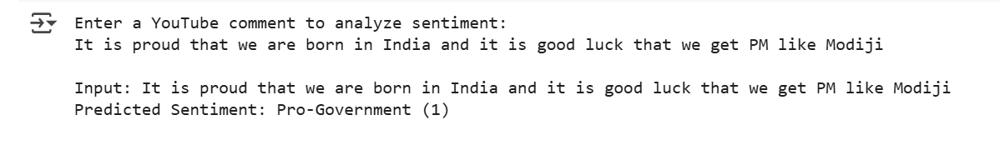 Enter a YouTube comment to analyze sentiment:
It is proud that we are born in India and it is good luck that we get PM like Modiji
Input: It is proud that we are born in India and it is good luck that we get PM like Modiji
Predicted Sentiment: Pro-Government (1)